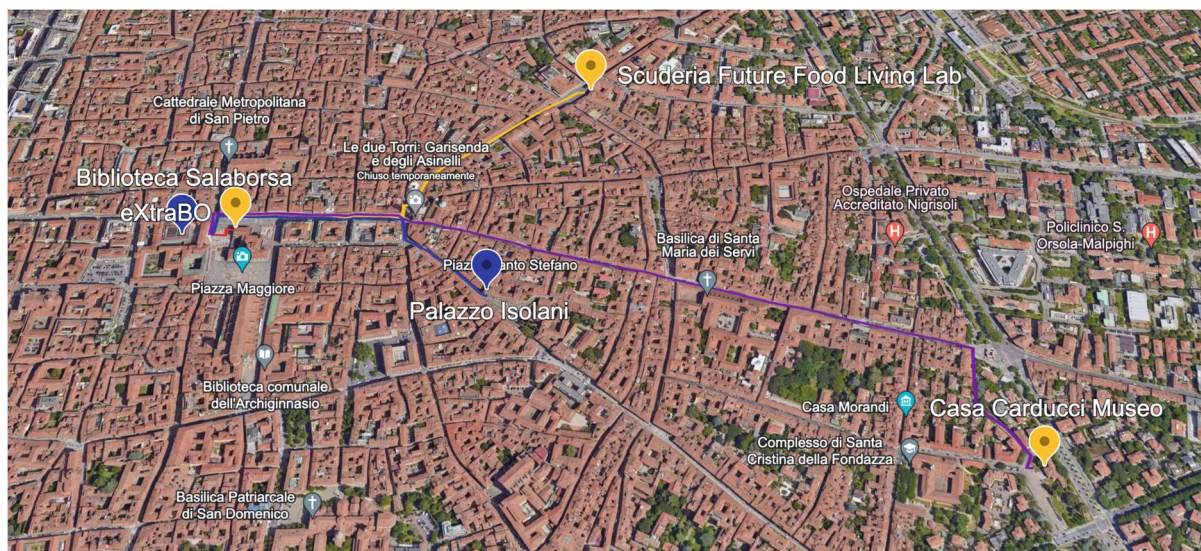 Scuderia Future Food Living Lab
Cattedrale Metropolitana
di San Pietro
Le due Torri: Garisenda
e degli Asinelli
Chiuso temporaneamente
Biblioteca Salaborsa
eXtraBO
Ospedale Privato
Accreditato Nigrisoli
Policlinico S.
Orsola-Malpighi
Basilica di Santa
Maria dei Servi
Piazza Santo Stefano
Piazza Maggiore
Palazzo Isolani
Biblioteca comunale
dell'Archiginnasio
Casa Morandi
Casa Carducci Museo
Complesso di Santa
Cristina della Fondazza
Basilica Patriarcale
di San Domenico